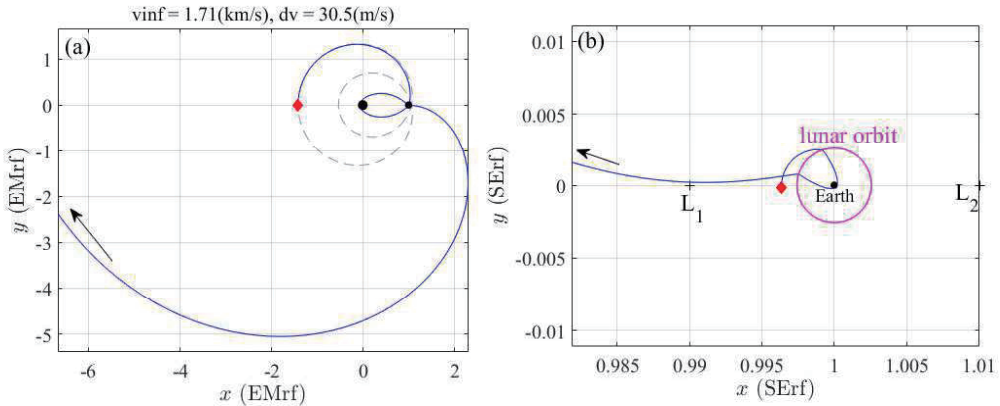 vinf = 1.71(km/s), dv = 30.5(m/s)
(a)
1
0
-1
-2
-3
-4
-5
y (EMrf)
-6
-4
-2
0
2
x (EMrf)
(b)
0.01
0.005
0
-0.005
-0.01
y (SErf)
lunar orbit
Earth
L1
L2
0.985
0.99
0.995
1
1.005
1.01
x (SErf)